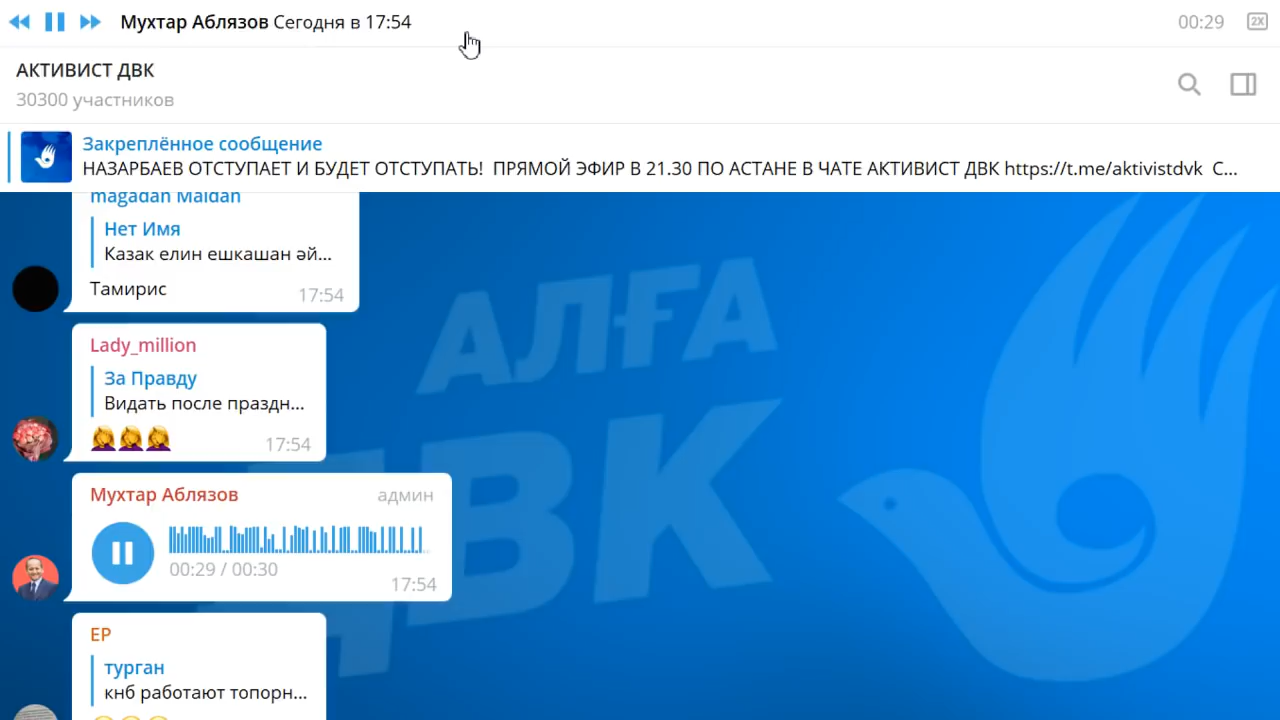 Мухтар Аблязов Сегодня в 17:54
00:29
2X
АКТИВИСТ ДВК
30300 участников
Закреплённое сообщение
НАЗАРБАЕВ ОТСТУПАЕТ И БУДЕТ ОТСТУПАТЬ! ПРЯМОЙ ЭФИР В 21.30 ПО АСТАНЕ В ЧАТЕ АКТИВИСТ ДВК https://t.me/aktivistdvk С...
magadan Maidan
Нет Имя
Казак елин ешкашан әй...
Тамирис
17:54
Lady_million
За Правду
Видать после праздн...
17:54
Мухтар Аблязов админ
00:29 / 00:30
17:54
ЕР
турган
кнб работают топорн...
АЛҒА
ДВК